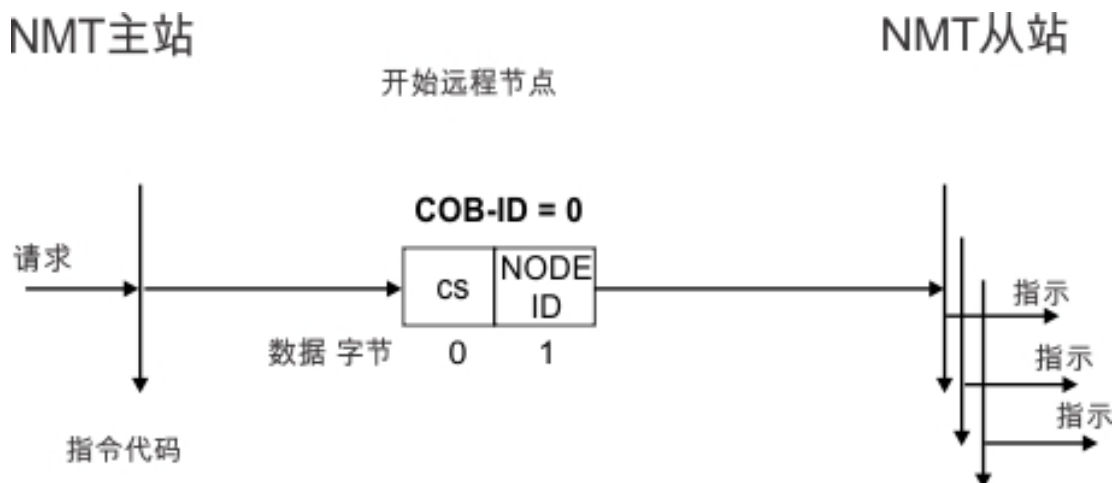 NMT主站
NMT从站
开始远程节点
COB-ID = 0
请求
cs
NODE
ID
指示
数据 字节
0
1
指示
指示
指令代码